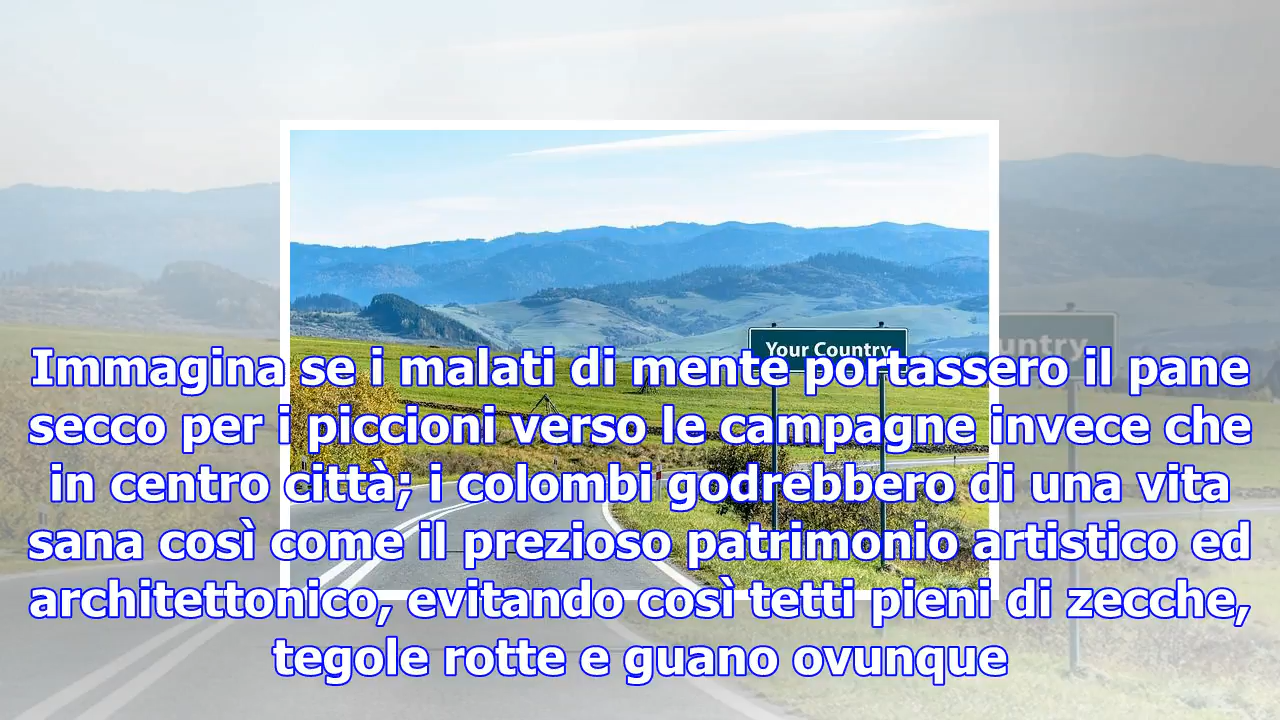 Your Country
untry
Immagina se i malati di mente portassero il pane
secco per i piccioni verso le campagne invece che
in centro città; i colombi godrebbero di una vita
sana così come il prezioso patrimonio artistico ed
architettonico, evitando così tetti pieni di zecche,
tegole rotte e guano ovunque